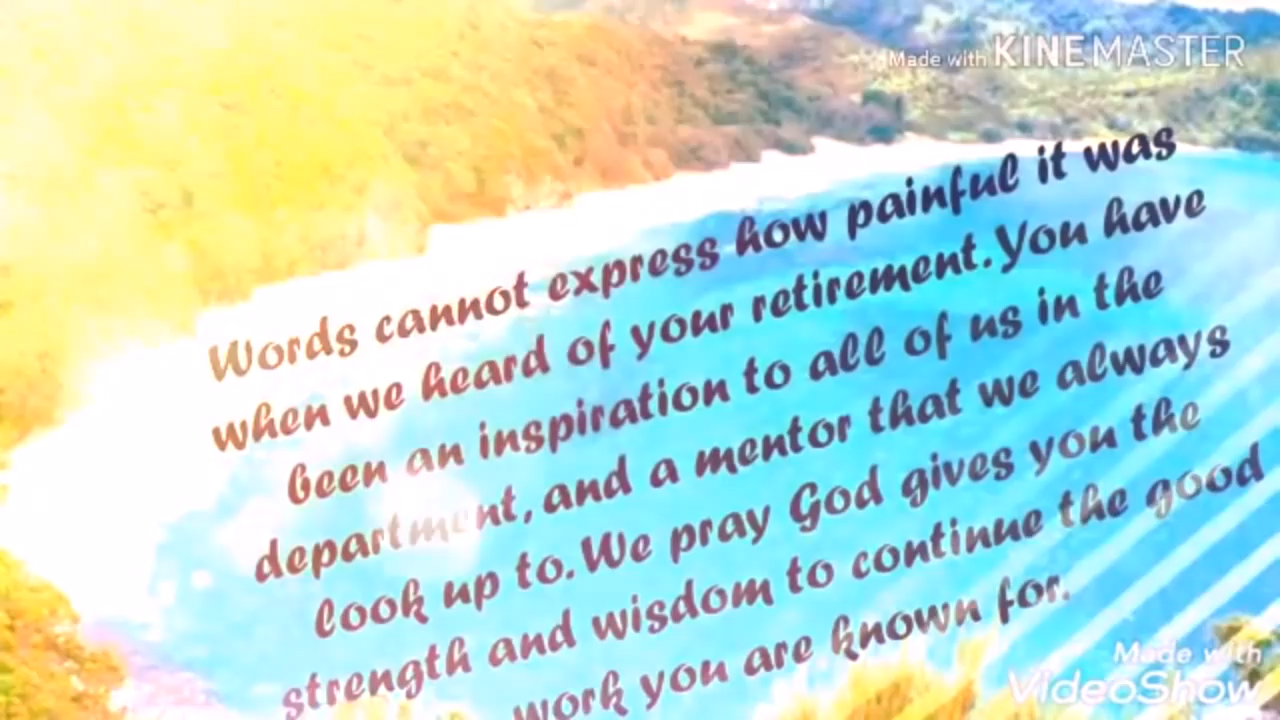 Made with KINEMASTER
Words cannot express how painful it was
when we heard of your retirement.You have
been an inspiration to all of us in the
department, and a mentor that we always
look up to.We pray God gives you the
strength and wisdom to continue the good
work you are known for.
Made with
VideoShow